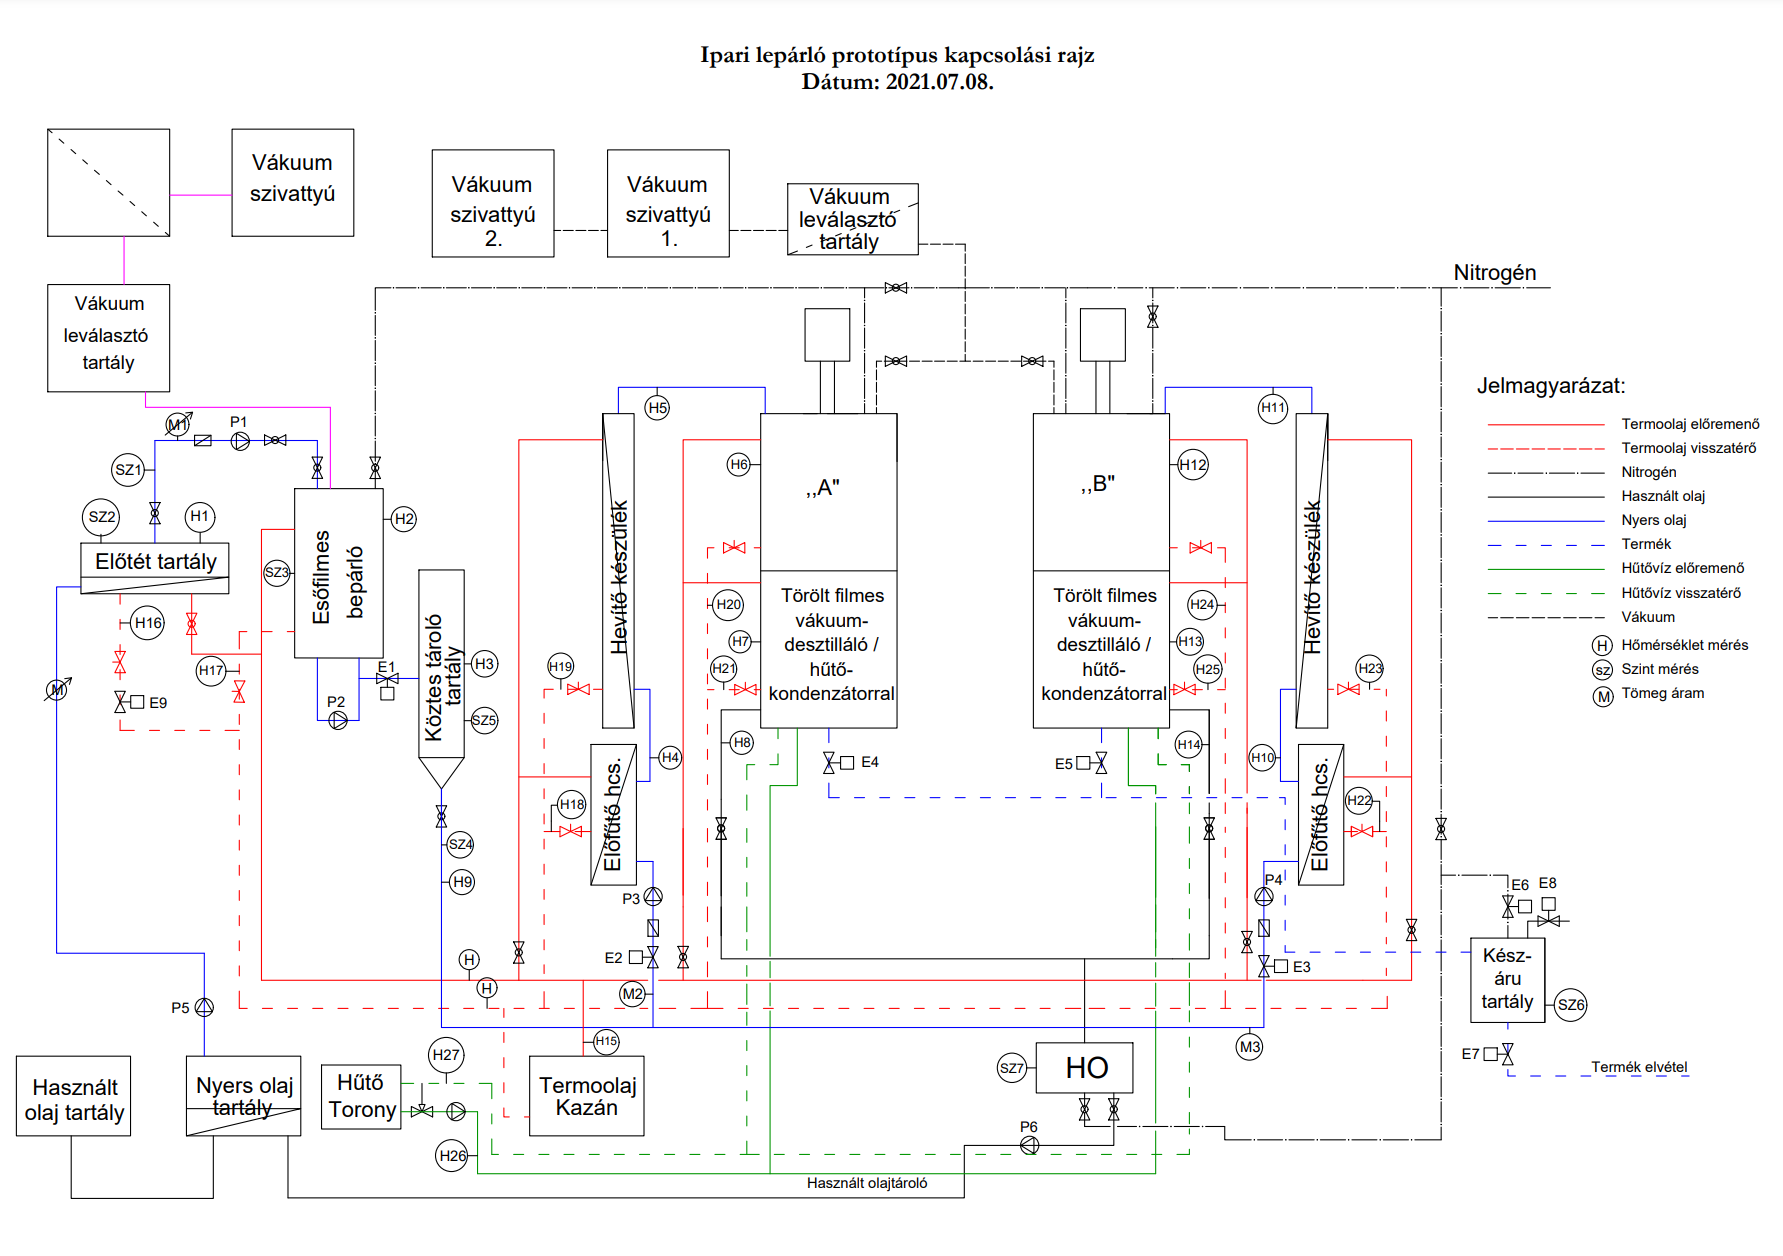 Ipari lepárló prototípus kapcsolási rajz
Dátum: 2021.07.08.
Vákuum
szivattyú
Vákuum
szivattyú
2.
Vákuum
szivattyú
1.
Vákuum
leválasztó
tartály
Nitrogén
Vákuum
leválasztó
tartály
M1
P1
SZ1
SZ2
H1
Előtét tartály
H16
H17
E9
M
SZ3
Esőfilmes
bepárló
H2
P2
E1
Köztes tároló
tartály
H3
SZ5
SZ4
H9
H5
H6
Hevítő készülék
,,A"
H20
H7
H21
H19
Törölt filmes
vákuum-
desztilláló /
hűtő-
kondenzátorral
H8
H4
H18
Előfűtő hcs.
E4
P3
E2
M2
H
H
H11
H12
,,B"
Hevítő készülék
Törölt filmes
vákuum-
desztilláló /
hűtő-
kondenzátorral
H24
H13
H25
H23
H14
H10
E5
H22
Előfűtő hcs.
P4
E3
M3
Jelmagyarázat:
Termoolaj előremenő
Termoolaj visszatérő
Nitrogén
Használt olaj
Nyers olaj
Termék
Hűtővíz előremenő
Hűtővíz visszatérő
Vákuum
H Hőmérséklet mérés
SZ Szint mérés
M Tömeg áram
E6
E8
Kész-
áru
tartály
SZ6
E7
Termék elvétel
P5
Használt
olaj tartály
Nyers olaj
tartály
Hűtő
Torony
H27
H26
H15
Termoolaj
Kazán
SZ7
HO
P6
Használt olajtároló